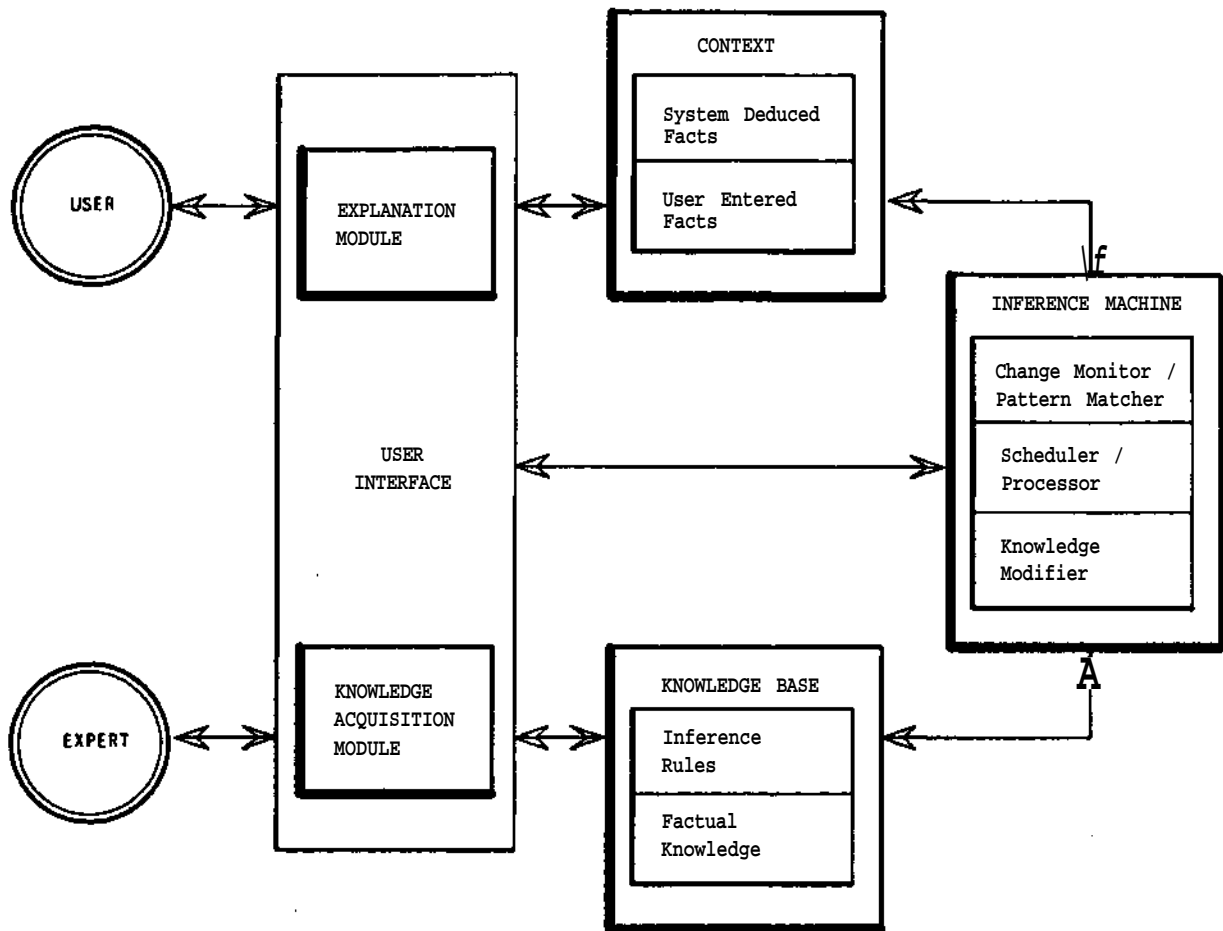 CONTEXT
System Deduced
Facts
User Entered
Facts
USER
EXPLANATION
MODULE
f
INFERENCE MACHINE
Change Monitor /
Pattern Matcher
Scheduler /
Processor
Knowledge
Modifier
USER
INTERFACE
A
EXPERT
KNOWLEDGE
ACQUISITION
MODULE
KNOWLEDGE BASE
Inference
Rules
Factual
Knowledge